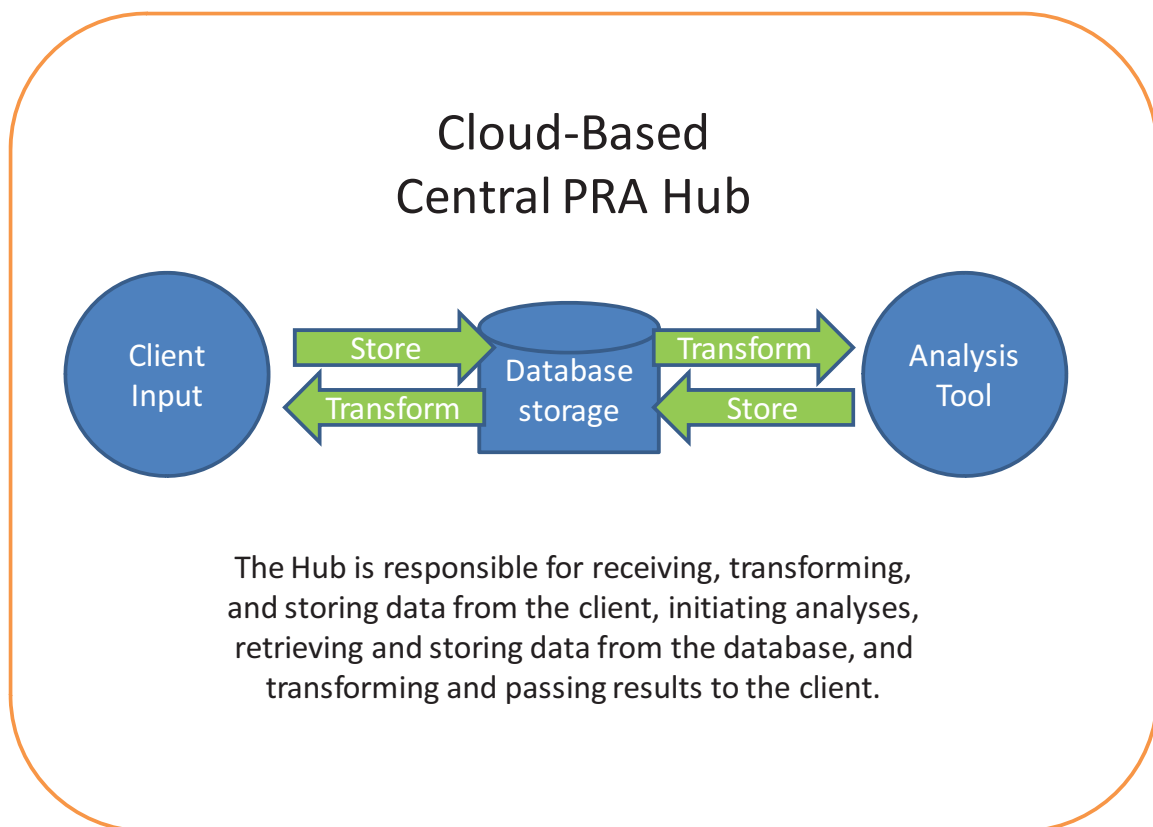 Cloud-Based
Central PRA Hub
Client
Input
Store
Transform
Database
storage
Transform
Store
Analysis
Tool
The Hub is responsible for receiving, transforming,
and storing data from the client, initiating analyses,
retrieving and storing data from the database, and
transforming and passing results to the client.